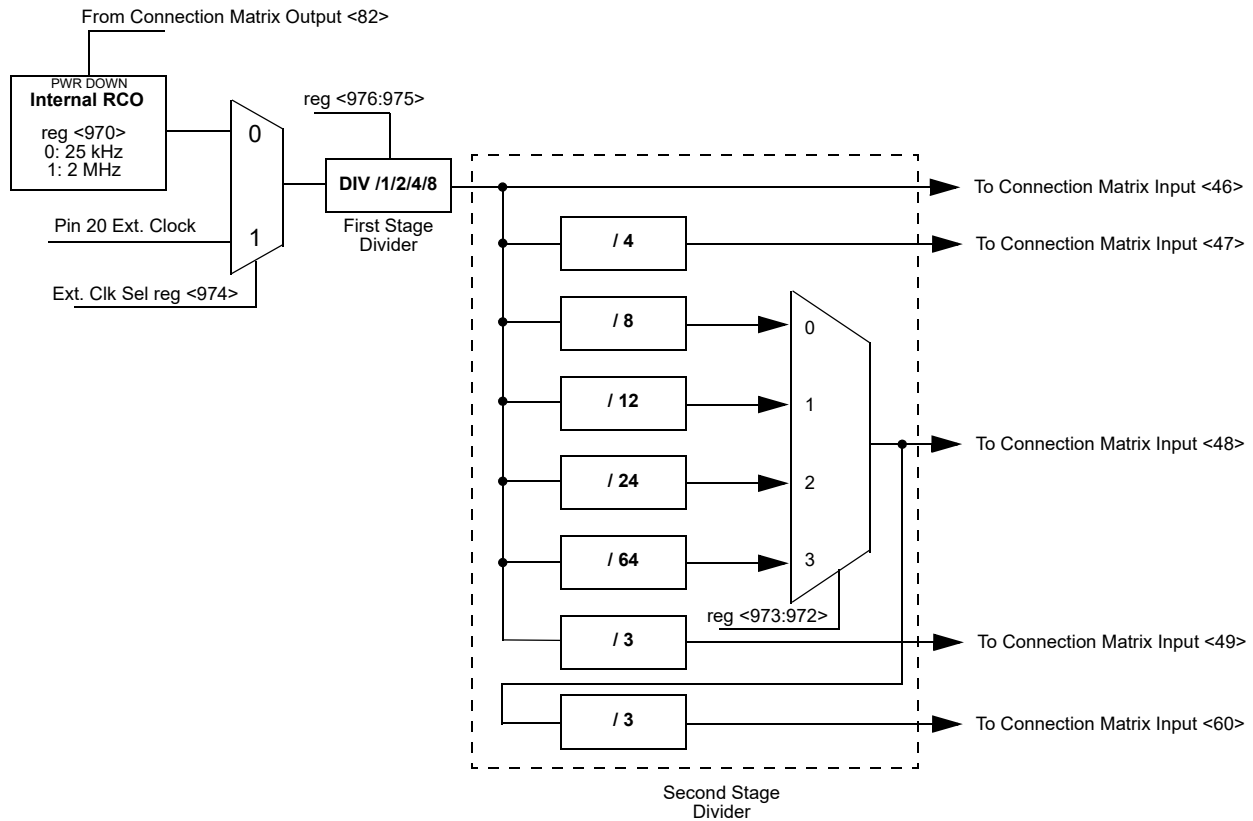 From Connection Matrix Output <82>
PWR DOWN
Internal RCO
reg <970>
0: 25 kHz
1: 2 MHz
0
1
Pin 20 Ext. Clock
Ext. Clk Sel reg <974>
reg <976:975>
DIV /1/2/4/8
First Stage
Divider
To Connection Matrix Input <46>
/ 4
To Connection Matrix Input <47>
/ 8
0
/ 12
1
To Connection Matrix Input <48>
/ 24
2
/ 64
3
reg <973:972>
/ 3
To Connection Matrix Input <49>
/ 3
To Connection Matrix Input <60>
Second Stage
Divider